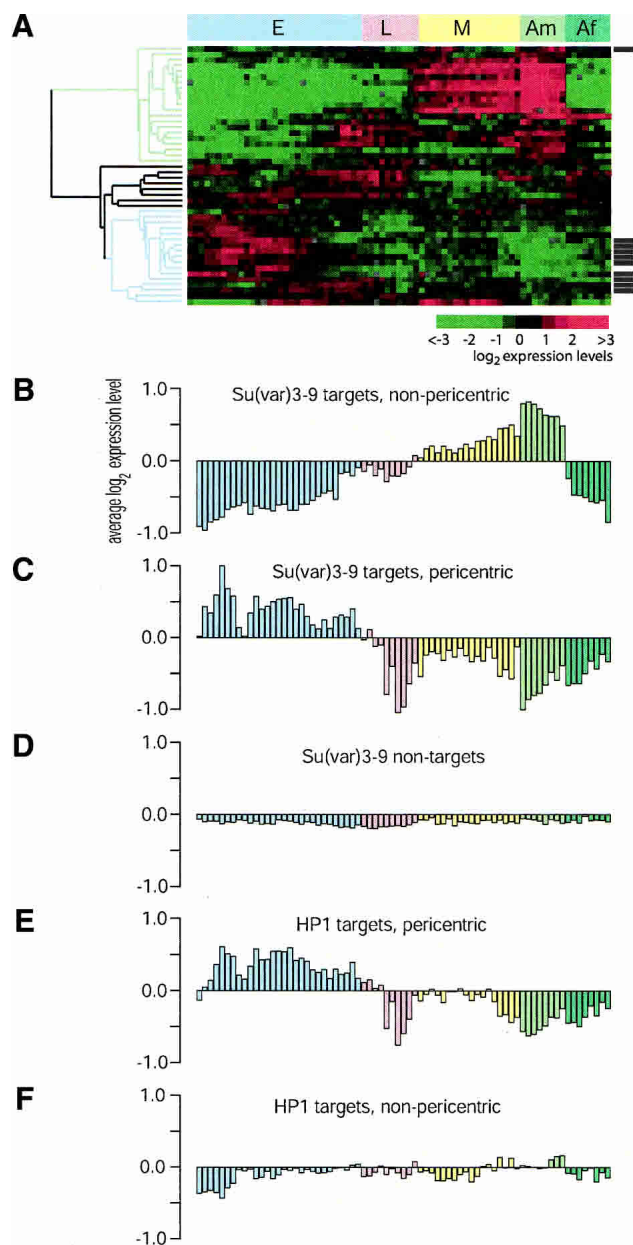 A
E L M Am Af
<-3 -2 -1 0 1 2 >3
log2 expression levels
B
average log2 expression level
1.0
0.0
-1.0
Su(var)3-9 targets, non-pericentric
C
1.0
0.0
-1.0
Su(var)3-9 targets, pericentric
D
1.0
0.0
-1.0
Su(var)3-9 non-targets
E
1.0
0.0
-1.0
HP1 targets, pericentric
F
1.0
0.0
-1.0
HP1 targets, non-pericentric